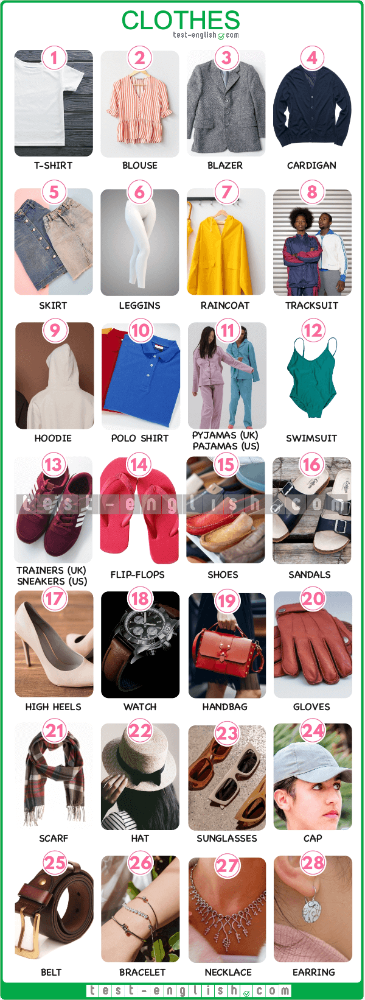 CLOTHES
test-english.com
1 2 3 4
T-SHIRT BLOUSE BLAZER CARDIGAN
5 6 7 8
SKIRT LEGGINS RAINCOAT TRACKSUIT
9 10 11 12
HOODIE POLO SHIRT PYJAMAS (UK) SWIMSUIT
PAJAMAS (US)
13 14 15 16
test-english.com
TRAINERS (UK) FLIP-FLOPS SHOES SANDALS
SNEAKERS (US)
17 18 19 20
HIGH HEELS WATCH HANDBAG GLOVES
21 22 23 24
SCARF HAT SUNGLASSES CAP
25 26 27 28
BELT BRACELET NECKLACE EARRING
test-english.com